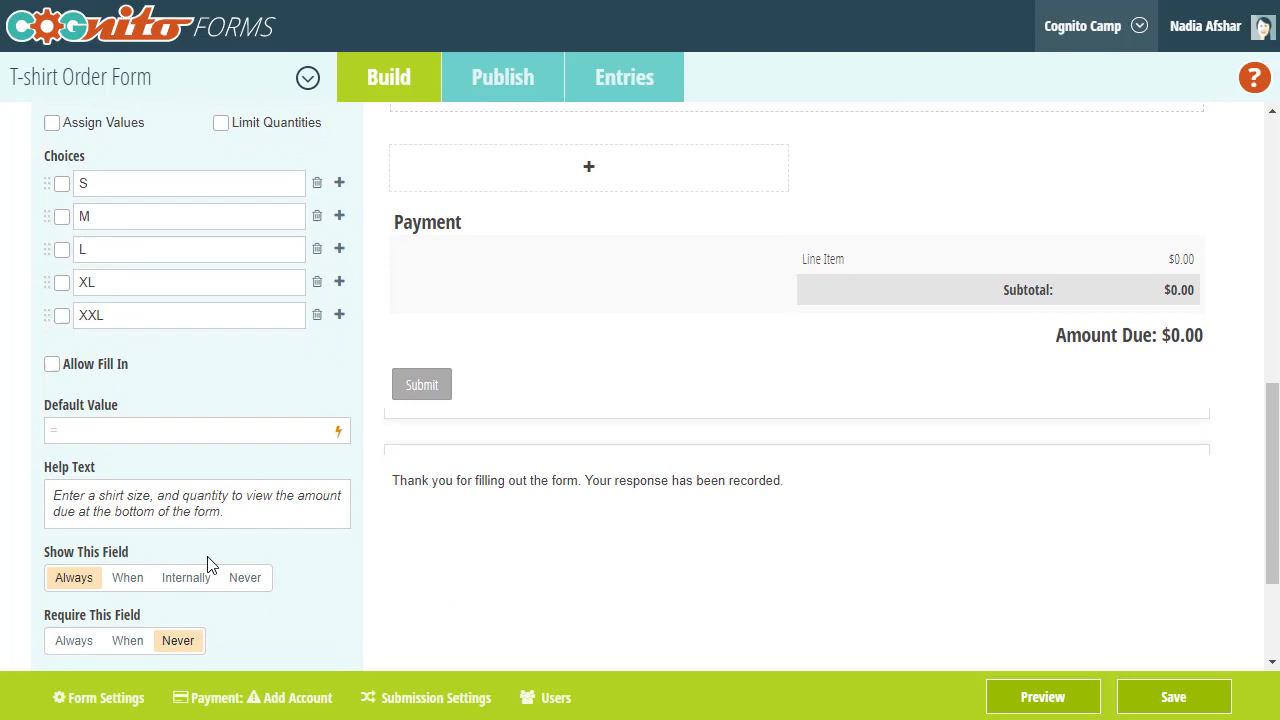 COGNITO FORMS
Cognito Camp
Nadia Afshar
T-shirt Order Form
Build
Publish
Entries
?
Assign Values
Limit Quantities
Choices
S
M
L
XL
XXL
Allow Fill In
Default Value
=
Help Text
Enter a shirt size, and quantity to view the amount
due at the bottom of the form.
Show This Field
Always When Internally Never
Require This Field
Always When Never
+
Payment
Line Item $0.00
Subtotal: $0.00
Amount Due: $0.00
Submit
Thank you for filling out the form. Your response has been recorded.
Form Settings
Payment: Add Account
Submission Settings
Users
Preview
Save